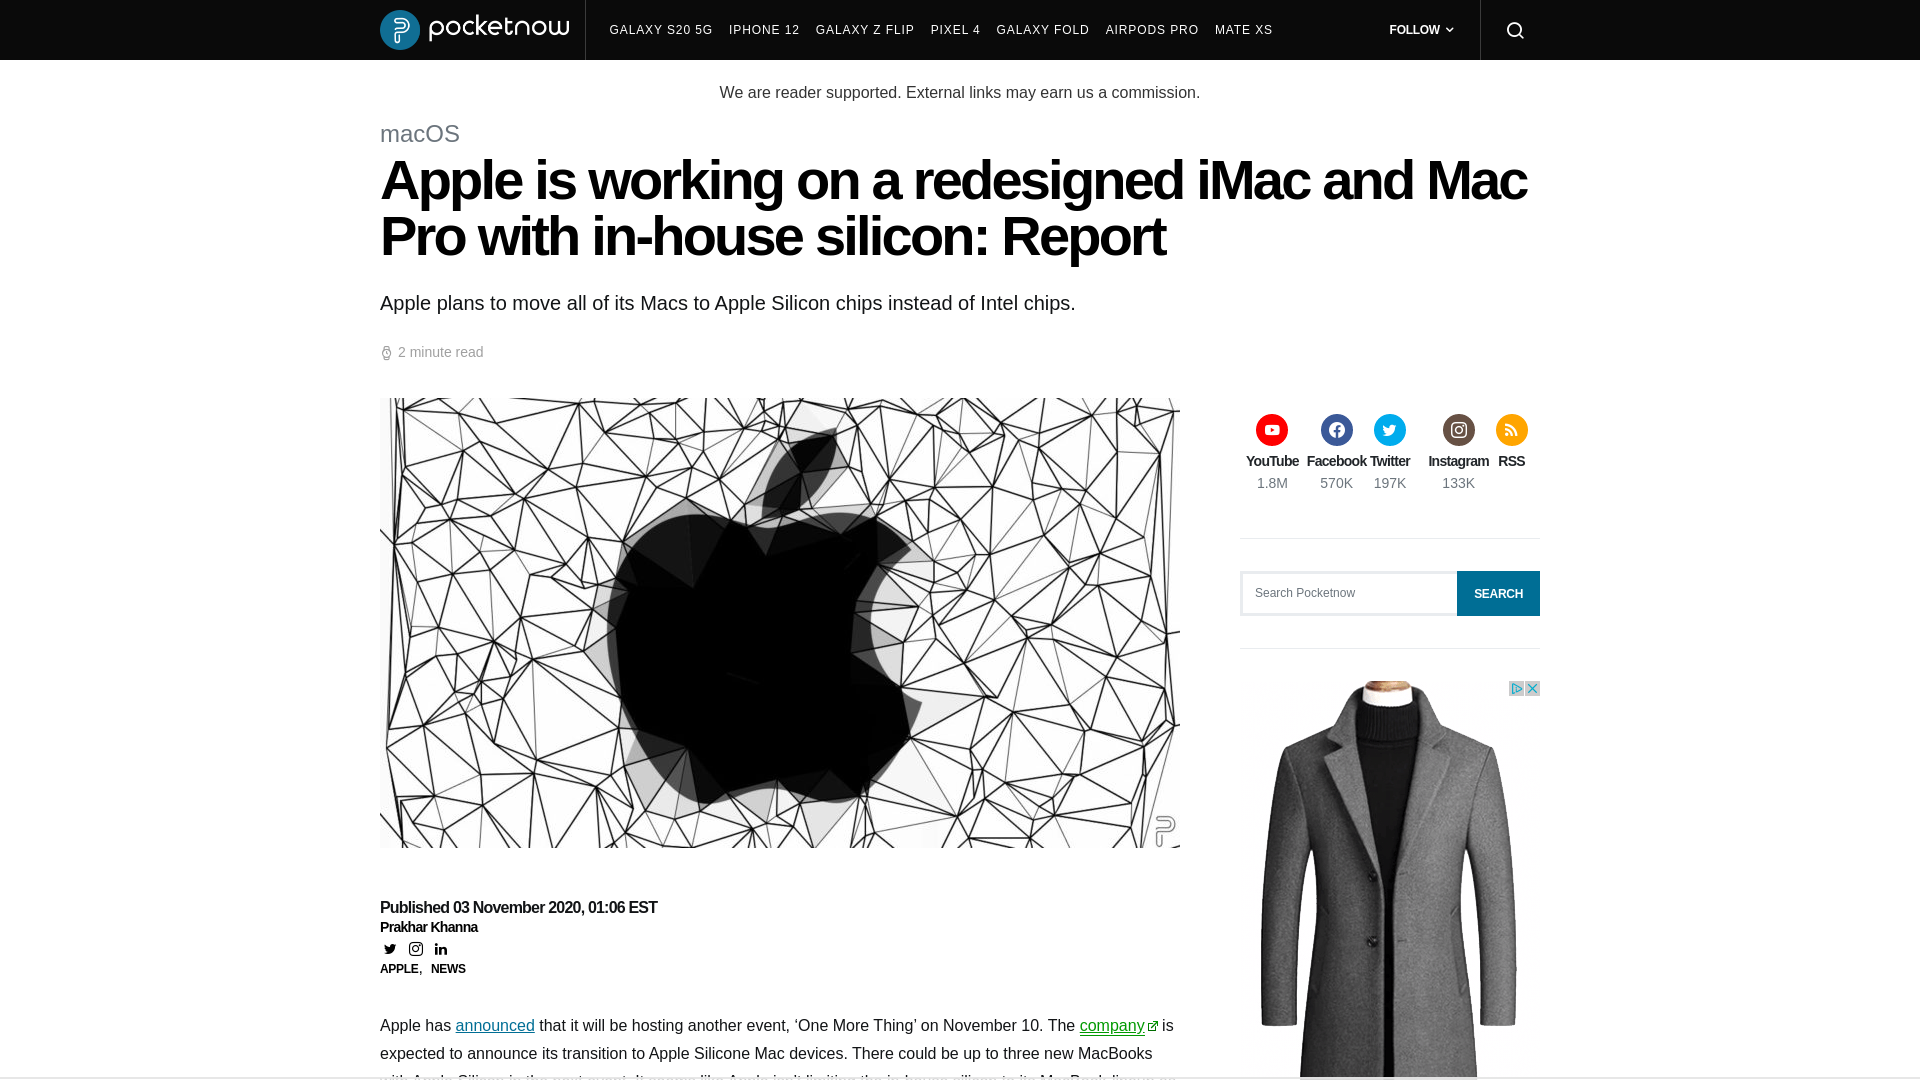 pocketnow
GALAXY S20 5G IPHONE 12 GALAXY Z FLIP PIXEL 4 GALAXY FOLD AIRPODS PRO MATE XS
FOLLOW
We are reader supported. External links may earn us a commission.
macOS
Apple is working on a redesigned iMac and Mac
Pro with in-house silicon: Report
Apple plans to move all of its Macs to Apple Silicon chips instead of Intel chips.
2 minute read
YouTube Facebook Twitter Instagram RSS
1.8M 570K 197K 133K
Search Pocketnow
SEARCH
Published 03 November 2020, 01:06 EST
Prakhar Khanna
APPLE, NEWS
Apple has announced that it will be hosting another event, ‘One More Thing’ on November 10. The company is
expected to announce its transition to Apple Silicone Mac devices. There could be up to three new MacBooks